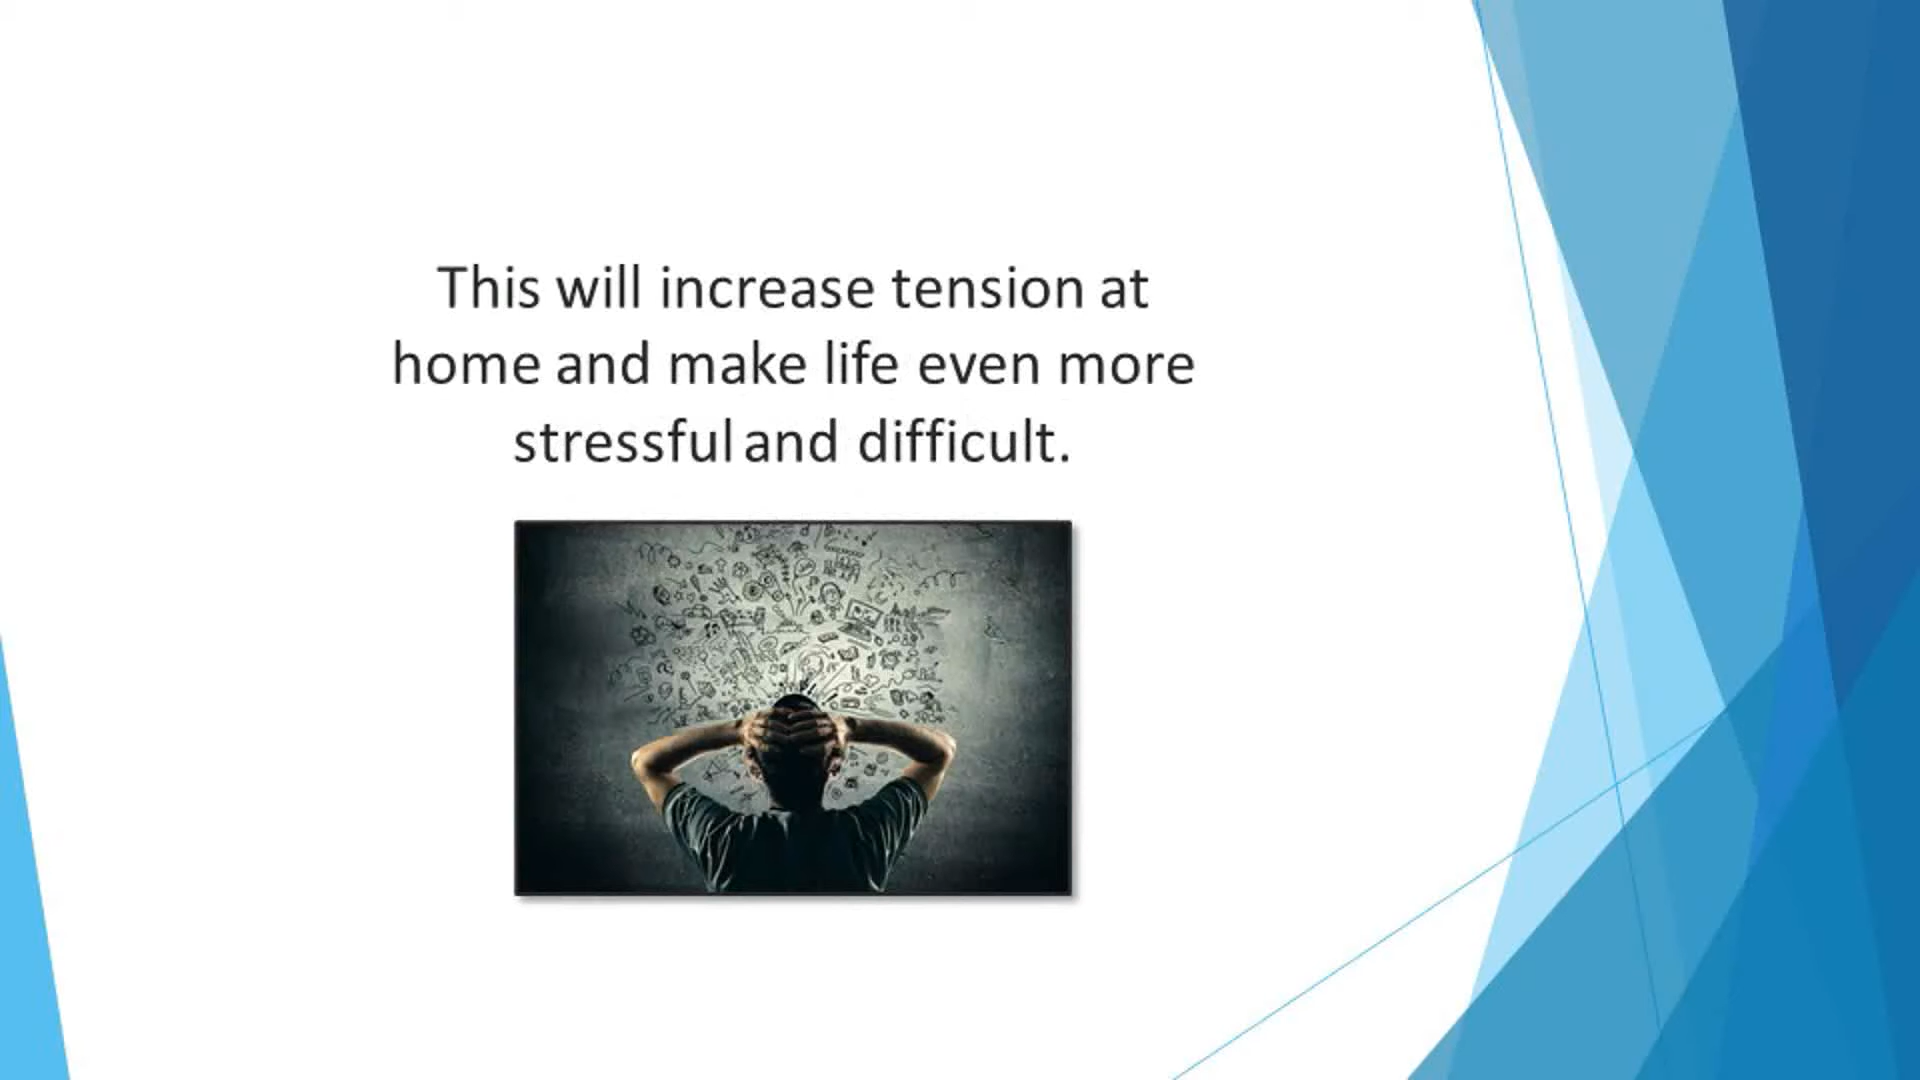 This will increase tension at
home and make life even more
stressful and difficult.